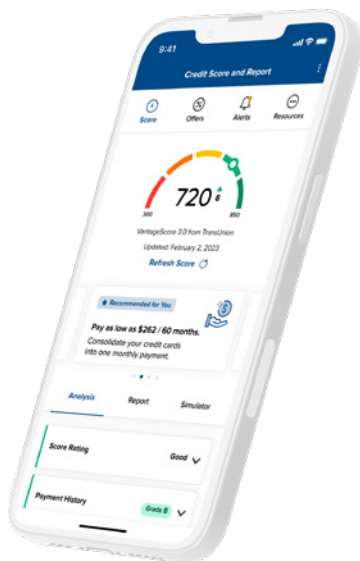 9:41
Credit Score and Report
Score
Offers
Alerts
Resources
720
8
300
850
VantageScore 3.0 from TransUnion
Updated: February 2, 2023
Refresh Score
Recommended for You
Pay as low as $262 / 60 months.
Consolidate your credit cards
into one monthly payment.
Analysis
Report
Simulator
Score Rating
Good
Payment History
Grade B